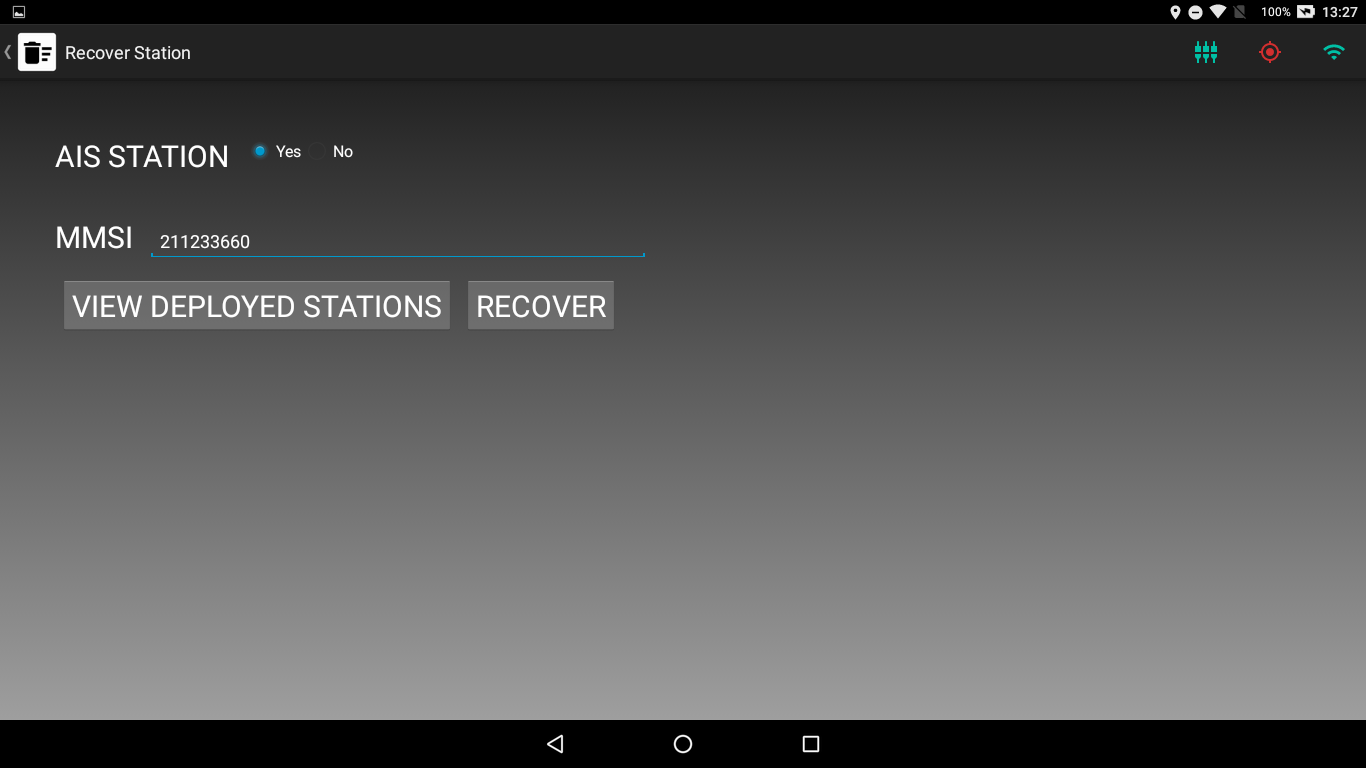 100% 13:27
Recover Station
AIS STATION Yes No
MMSI 211233660
VIEW DEPLOYED STATIONS RECOVER